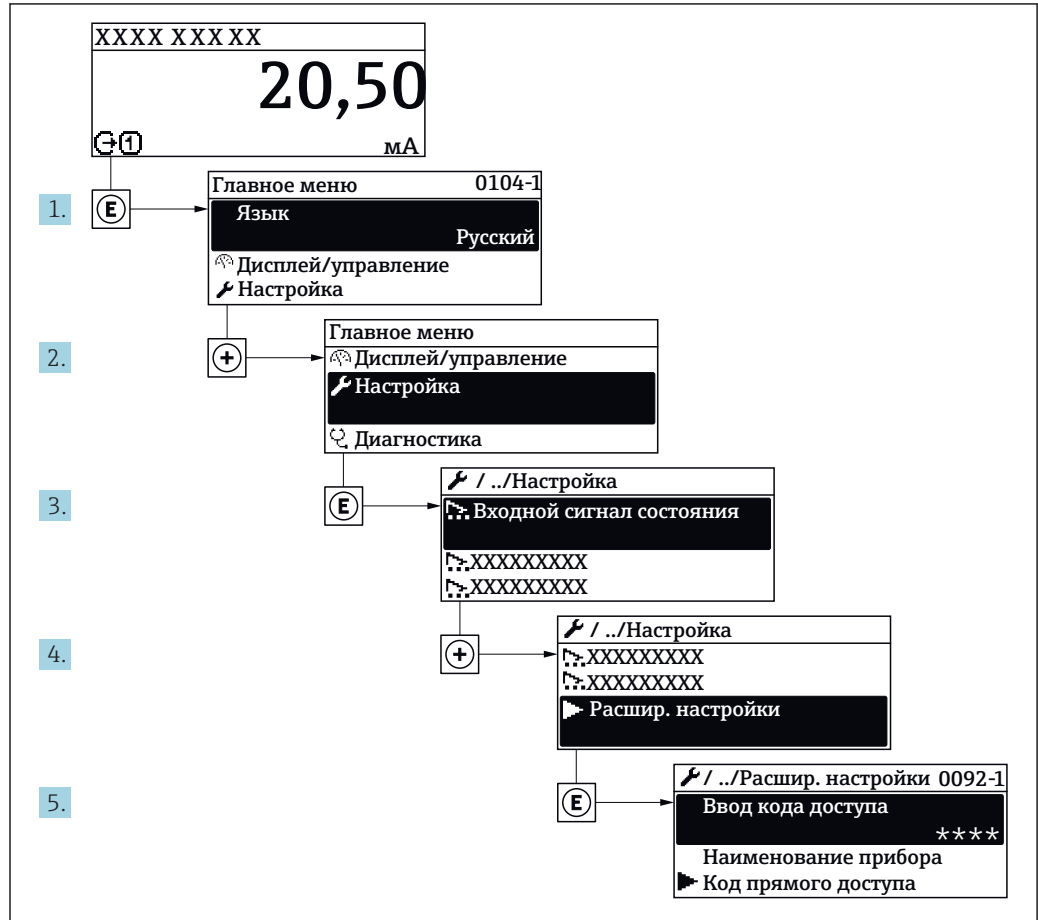 XXXX XXX XX
20,50
1 мА
1. E
Главное меню 0104-1
Язык
Русский
Дисплей/управление
Настройка
2. +
Главное меню
Дисплей/управление
Настройка
Диагностика
3. E
/ ../Настройка
Входной сигнал состояния
XXXXXXXXX
XXXXXXXXX
4. +
/ ../Настройка
XXXXXXXXX
XXXXXXXXX
Расшир. настройки
5. E
/ ../Расшир. настройки 0092-1
Ввод кода доступа
****
Наименование прибора
Код прямого доступа